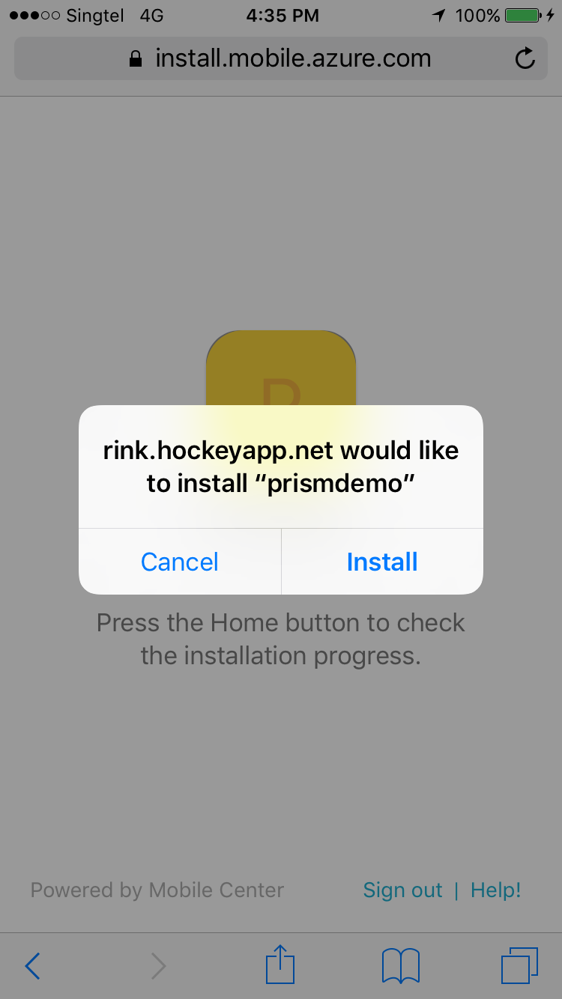 Singtel 4G 4:35 PM 100%
install.mobile.azure.com
P
rink.hockeyapp.net would like
to install “prismdemo”
Cancel Install
Press the Home button to check
the installation progress.
Powered by Mobile Center Sign out | Help!